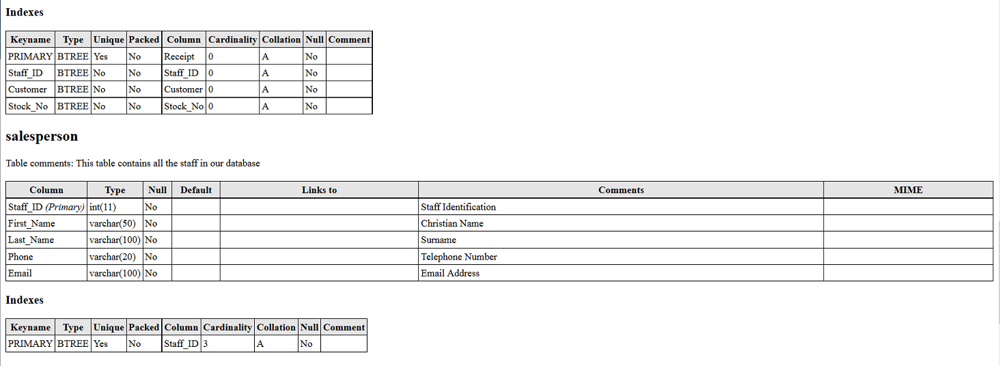 Indexes
Keyname Type Unique Packed Column Cardinality Collation Null Comment
PRIMARY BTREE Yes No Receipt 0 A No
Staff_ID BTREE No No Staff_ID 0 A No
Customer BTREE No No Customer 0 A No
Stock_No BTREE No No Stock_No 0 A No
salesperson
Table comments: This table contains all the staff in our database
Column Type Null Default Links to Comments MIME
Staff_ID (Primary) int(11) No Staff Identification
First_Name varchar(50) No Christian Name
Last_Name varchar(100) No Surname
Phone varchar(20) No Telephone Number
Email varchar(100) No Email Address
Indexes
Keyname Type Unique Packed Column Cardinality Collation Null Comment
PRIMARY BTREE Yes No Staff_ID 3 A No